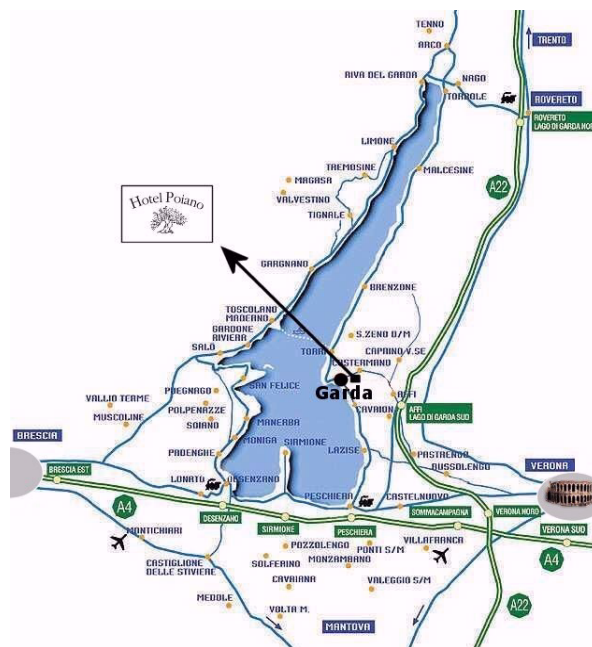 TENNO
ARCO
TRENTO
RIVA DEL GARDA
NAGO
TORBOLE
ROVERETO
ROVERETO
LAGO DI GARDA NORD
LIMONE
TREMOSINE
MALCESINE
MAGASA
A22
VALVESTINO
Hotel Poiano
TIGNALE
GARGNANO
BRENZONE
TOSCOLANO
MADERNO
GARDONE
RIVIERA
S.ZENO D/M
SALÒ
TORRI
CAPRINO V.SE
COSTERMANO
SAN FELICE
Garda
AFFI
PUEGNAGO
VALLIO TERME
POLPENAZZE
CAVAION
AFFI
LAGO DI GARDA SUD
MUSCOLINE
SOIANO
MANERBA
BRESCIA
MONIGA
SIRMIONE
PADENGHE
LAZISE
PASTRENGO
BUSSOLENGO
VERONA
BRESCIA EST
LONATO
DESENZANO
PESCHIERA
CASTELNUOVO
A4
DESENZANO
SIRMIONE
PESCHIERA
SOMMACAMPAGNA
VERONA NORD
VERONA SUD
MONTICHIARI
POZZOLENGO
PONTI S/M
VILLAFRANCA
A4
CASTIGLIONE
DELLE STIVIERE
SOLFERINO
MONZAMBANO
CAVRIANA
VALEGGIO S/M
MEDOLE
VOLTA M.
A22
MANTOVA